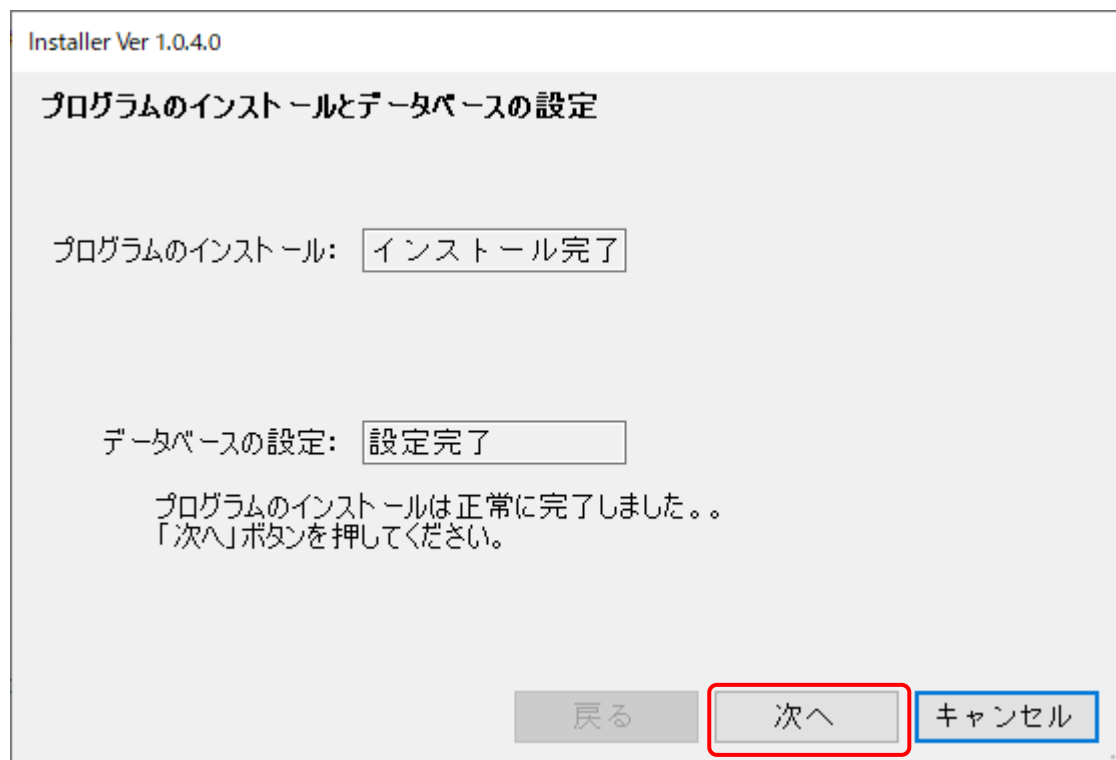 Installer Ver 1.0.4.0
プログラムのインストールとデータベースの設定
プログラムのインストール: インストール完了
データベースの設定: 設定完了
プログラムのインストールは正常に完了しました。。
「次へ」ボタンを押してください。
戻る 次へ キャンセル